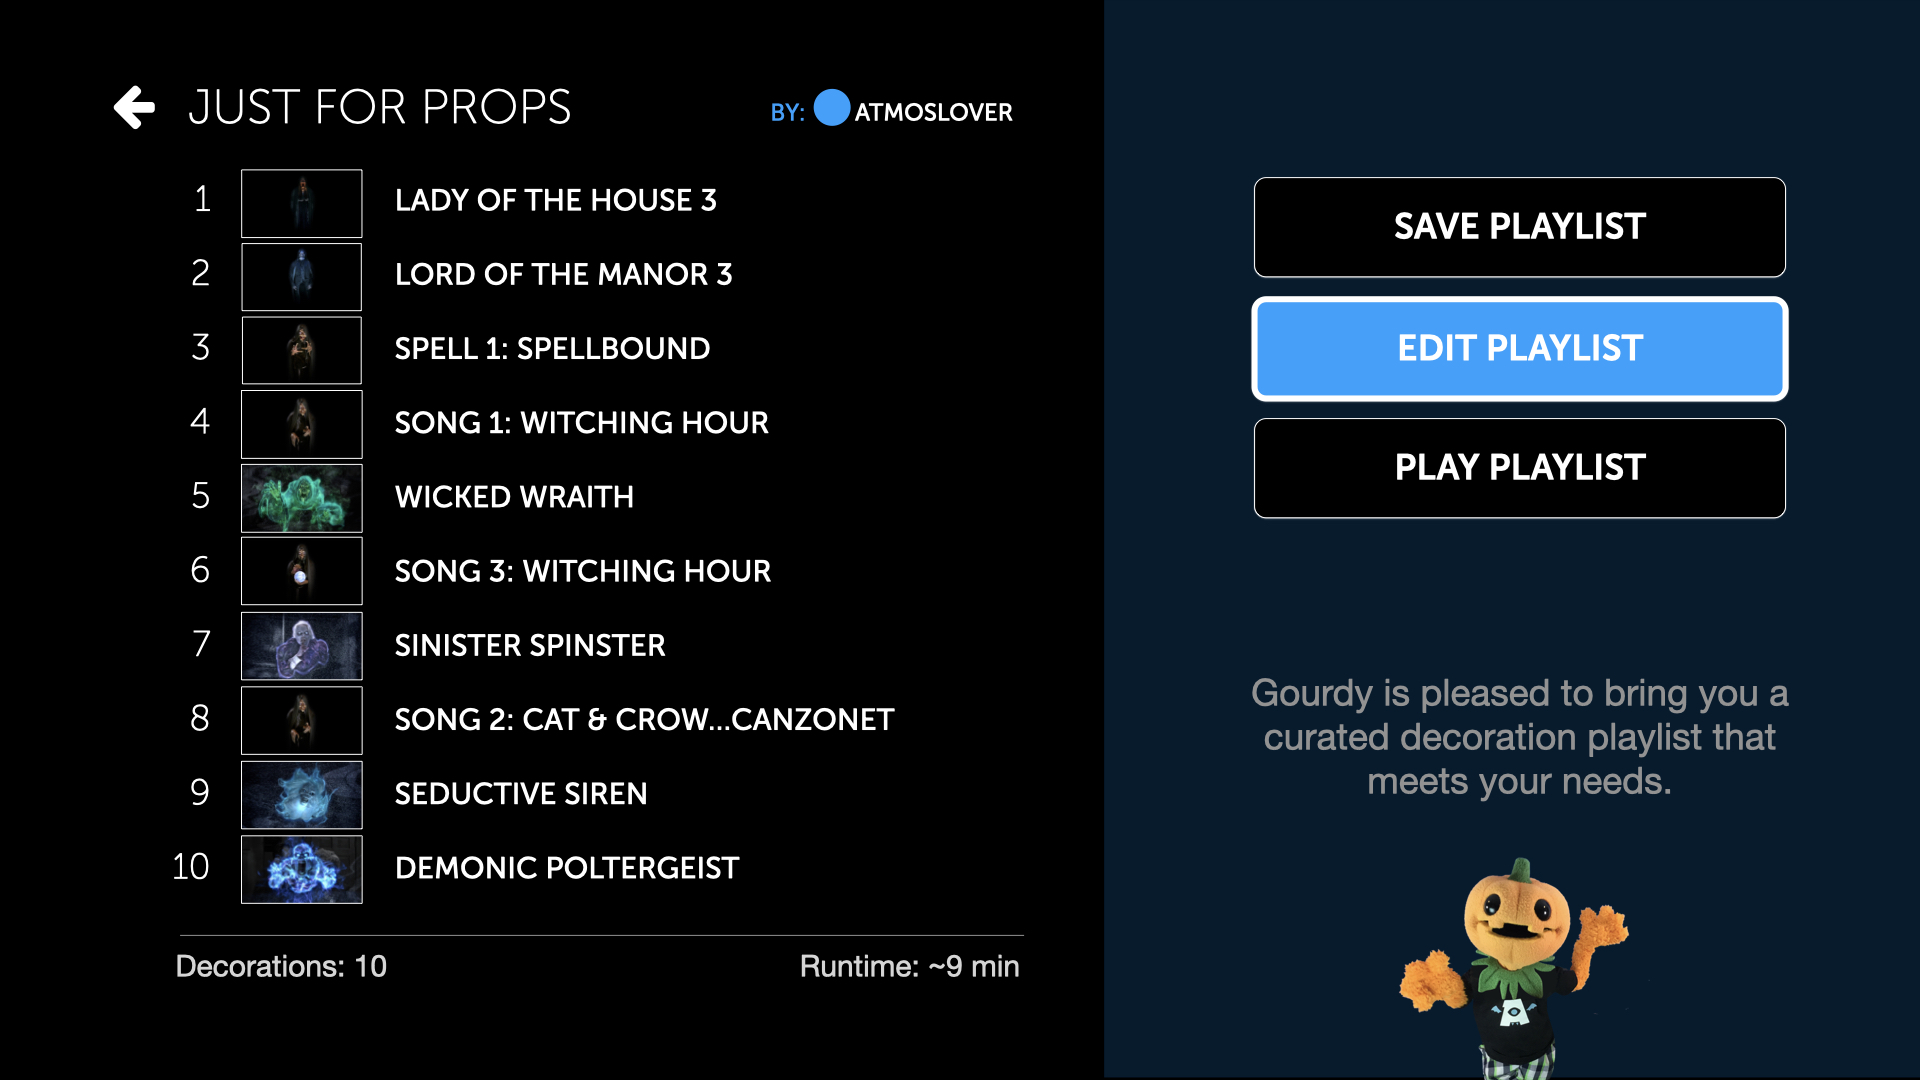 JUST FOR PROPS
BY: ATMOSLOVER
1 LADY OF THE HOUSE 3
2 LORD OF THE MANOR 3
3 SPELL 1: SPELLBOUND
4 SONG 1: WITCHING HOUR
5 WICKED WRAITH
6 SONG 3: WITCHING HOUR
7 SINISTER SPINSTER
8 SONG 2: CAT & CROW...CANZONET
9 SEDUCTIVE SIREN
10 DEMONIC POLTERGEIST
Decorations: 10
Runtime: ~9 min
SAVE PLAYLIST
EDIT PLAYLIST
PLAY PLAYLIST
Gourdy is pleased to bring you a
curated decoration playlist that
meets your needs.